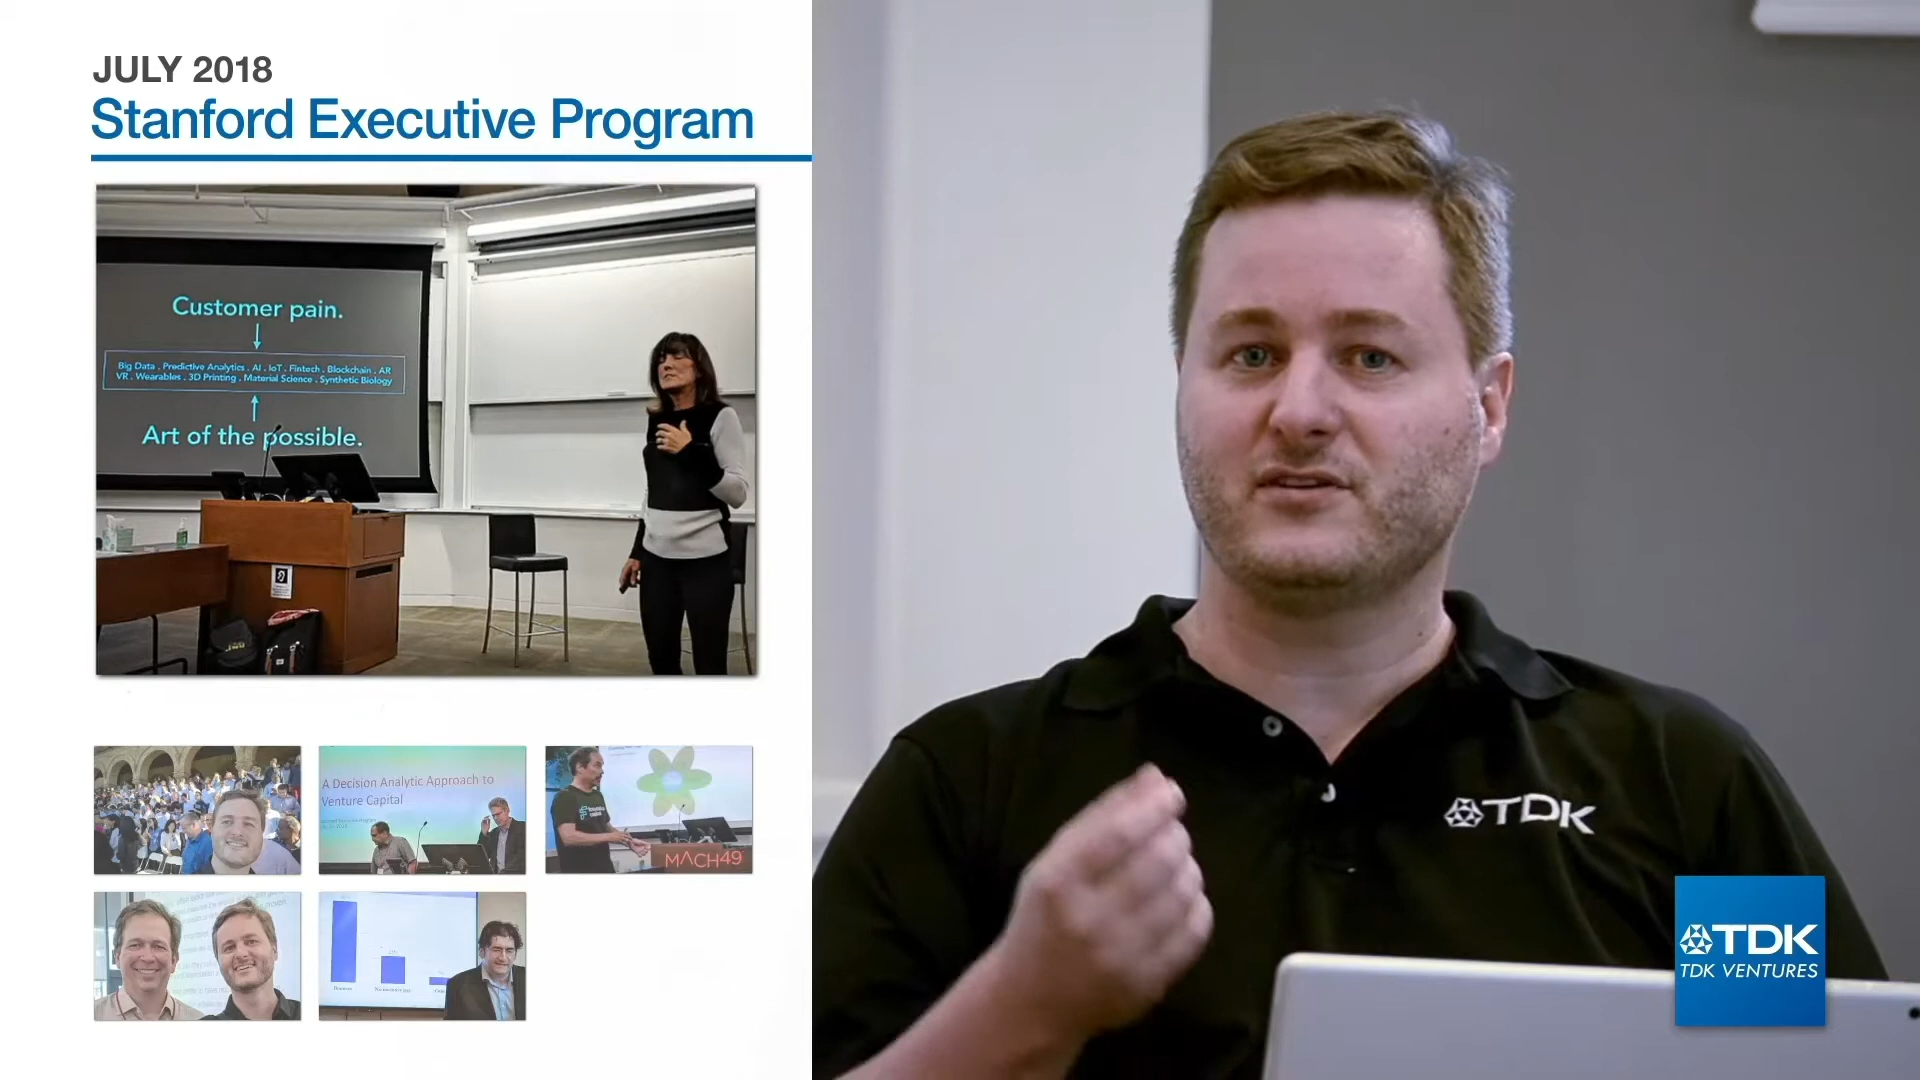 JULY 2018
Stanford Executive Program
Customer pain.
Big Data . Predictive Analytics . AI . IoT . Fintech . Blockchain . AR
VR . Wearables . 3D Printing . Material Science . Synthetic Biology
Art of the possible.
A Decision Analytic Approach to
Venture Capital
MACH49
TDK
TDK
TDK VENTURES